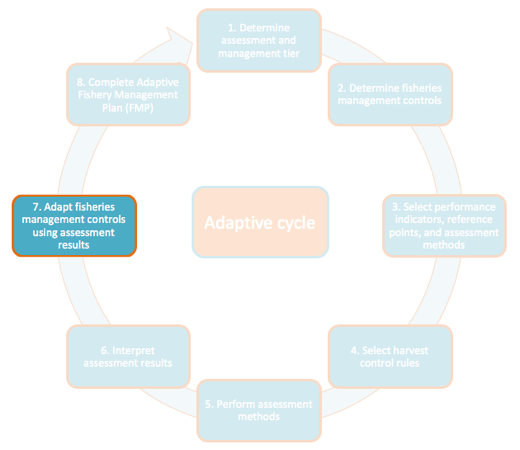 1. Determine
assessment and
management tier
2. Determine fisheries
management controls
3. Select performance
indicators, reference
points, and assessment
methods
4. Select harvest
control rules
5. Perform assessment
methods
6. Interpret
assessment results
7. Adapt fisheries
management controls
using assessment
results
8. Complete Adaptive
Fishery Management
Plan (FMP)
Adaptive cycle